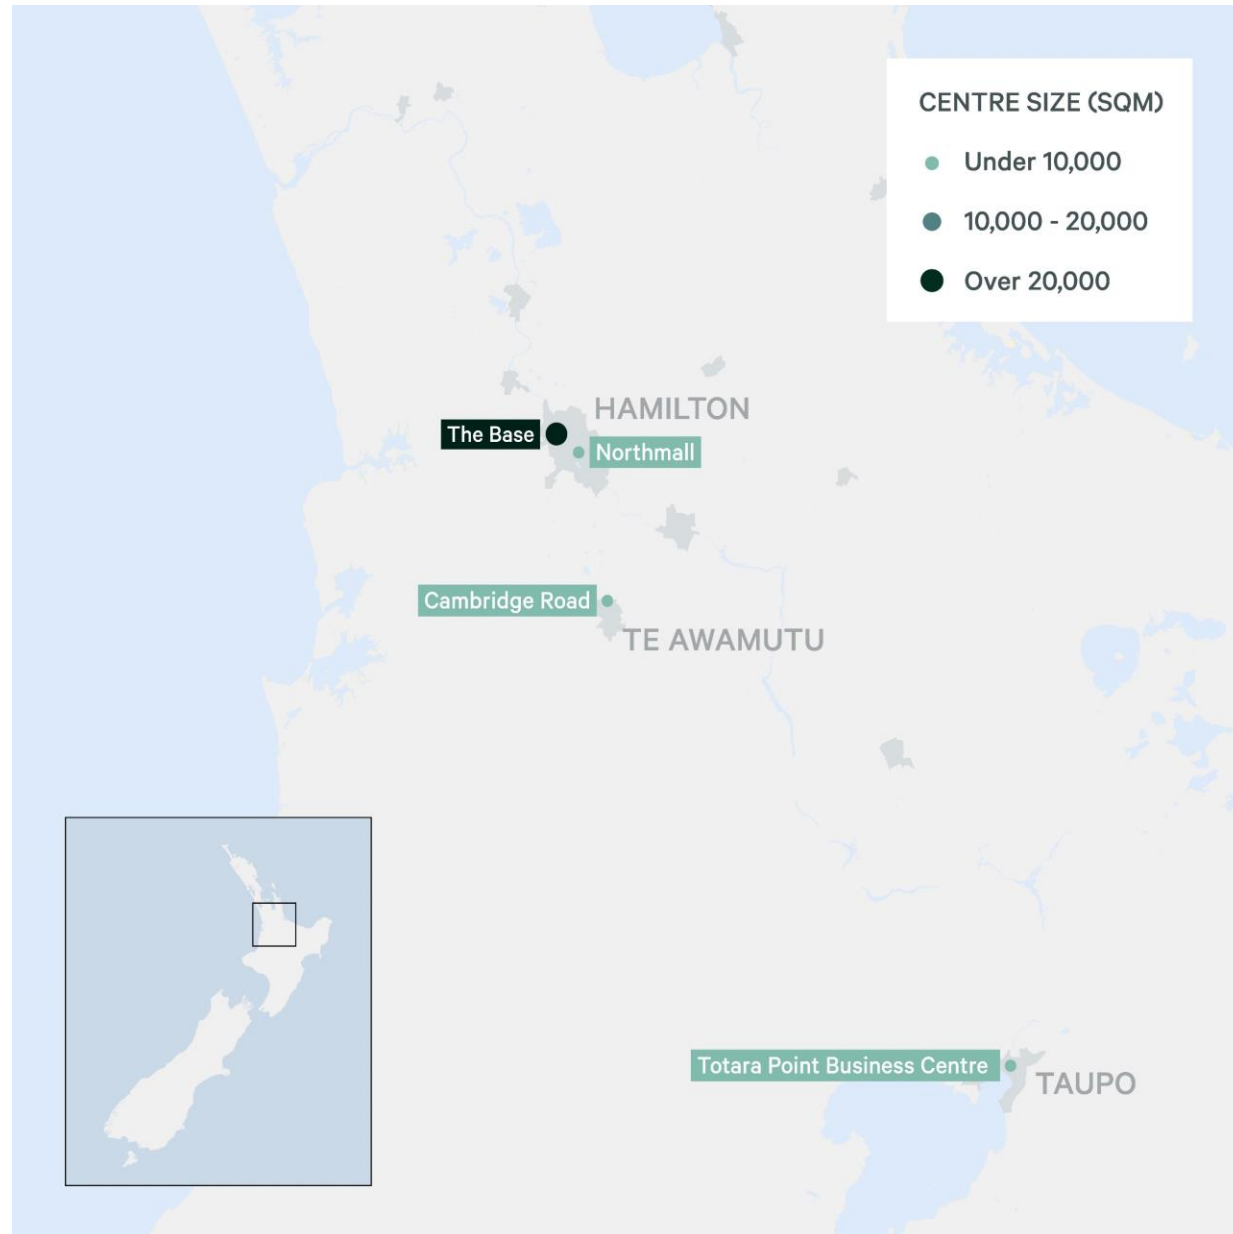 CENTRE SIZE (SQM)
Under 10,000
10,000 - 20,000
Over 20,000
HAMILTON
The Base
Northmall
Cambridge Road
TE AWAMUTU
Totara Point Business Centre
TAUPO